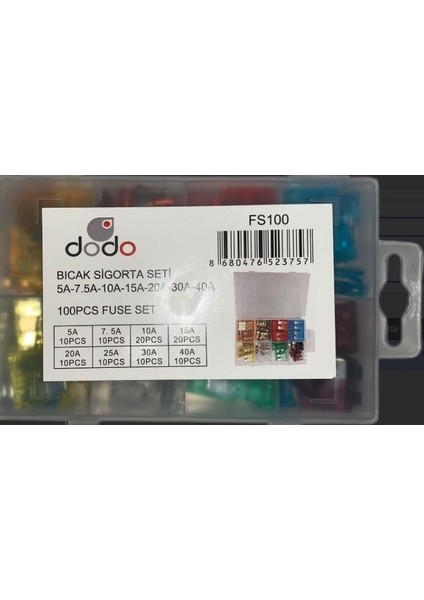 dodo
FS100
8 680476 523757
BICAK SİGORTA SETİ
5A-7.5A-10A-15A-20A-30A-40A
100PCS FUSE SET
5A 7.5A 10A 15A
10PCS 10PCS 20PCS 20PCS
20A 25A 30A 40A
10PCS 10PCS 10PCS 10PCS